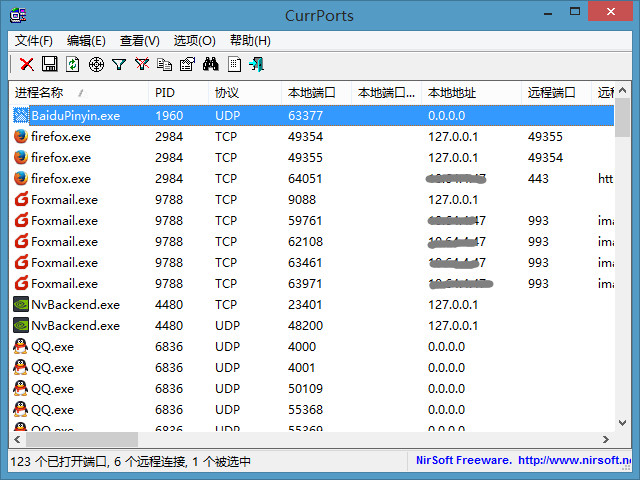 CurrPorts
文件(F) 编辑(E) 查看(V) 选项(O) 帮助(H)
进程名称 PID 协议 本地端口 本地端口... 本地地址 远程端口 远程
BaiduPinyin.exe 1960 UDP 63377 0.0.0.0
firefox.exe 2984 TCP 49354 127.0.0.1 49355
firefox.exe 2984 TCP 49355 127.0.0.1 49354
firefox.exe 2984 TCP 64051 443 htt
Foxmail.exe 9788 TCP 9088 127.0.0.1
Foxmail.exe 9788 TCP 59761 993 ima
Foxmail.exe 9788 TCP 62108 993 ima
Foxmail.exe 9788 TCP 63461 993 ima
Foxmail.exe 9788 TCP 63971 993 ima
NvBackend.exe 4480 TCP 23401 127.0.0.1
NvBackend.exe 4480 UDP 48200 127.0.0.1
QQ.exe 6836 UDP 4000 0.0.0.0
QQ.exe 6836 UDP 4001 0.0.0.0
QQ.exe 6836 UDP 50109 0.0.0.0
QQ.exe 6836 UDP 55368 0.0.0.0
QQ.exe 6836 UDP 55369 0.0.0.0
123 个已打开端口, 6 个远程连接, 1 个被选中 NirSoft Freeware. http://www.nirsoft.ne